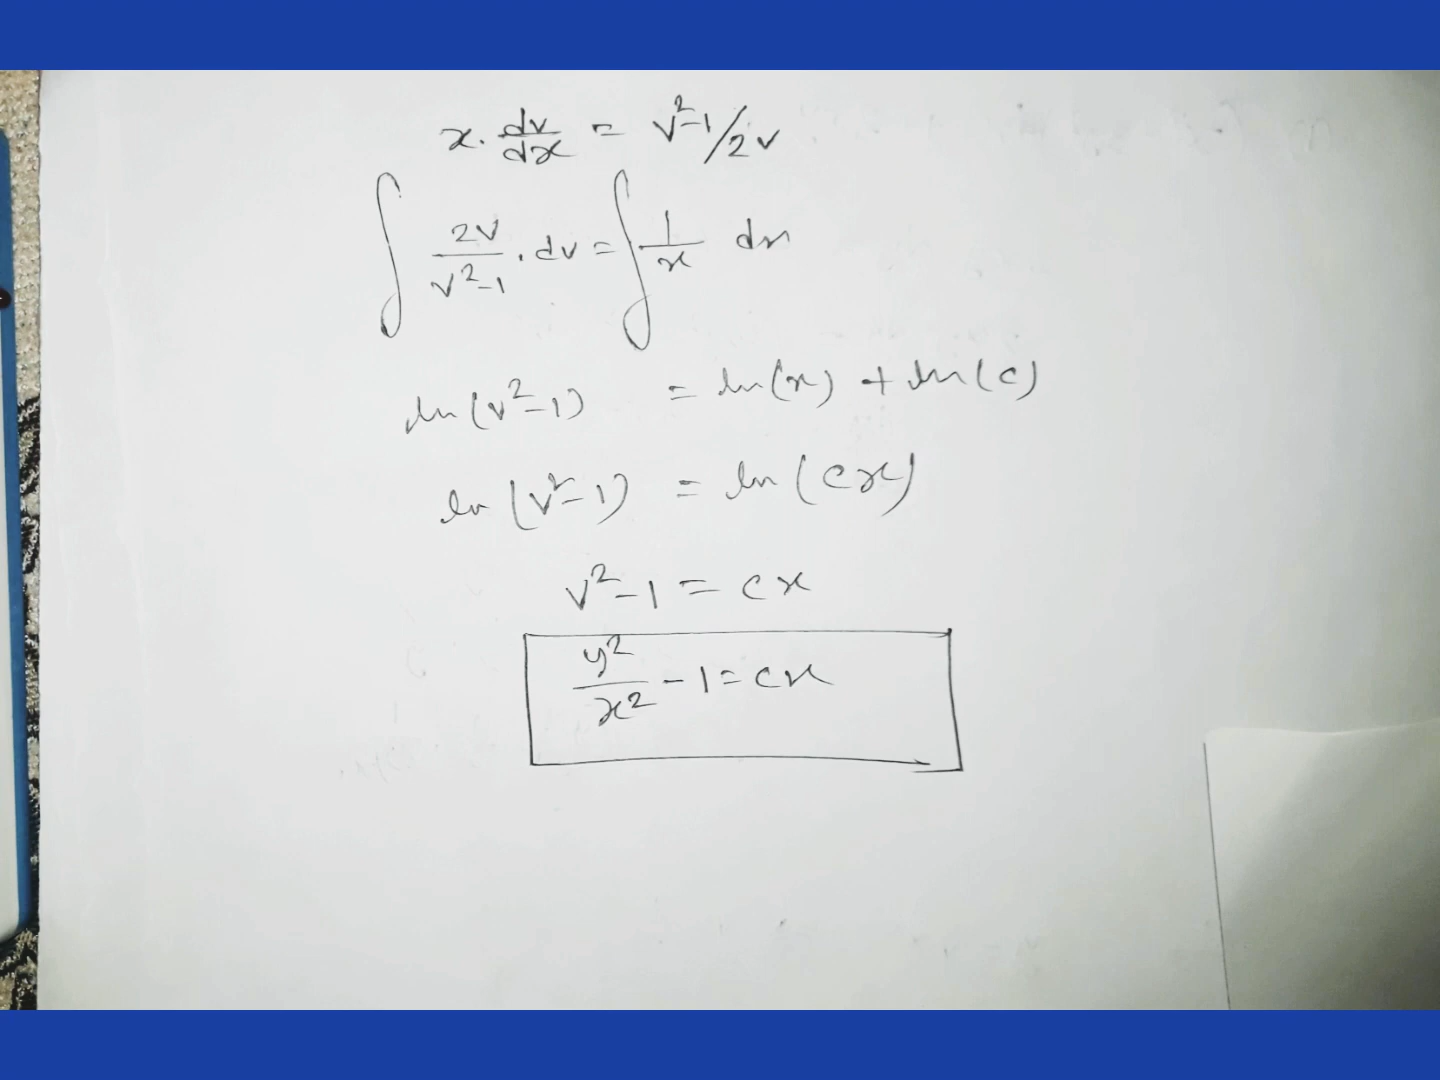 x. dv/dx = v²-1/2v
∫ 2v/v²-1 . dv = ∫ 1/x dx
ln(v²-1) = ln(x) + ln(c)
ln(v²-1) = ln(cx)
v²-1 = cx
y²/x² - 1 = cx